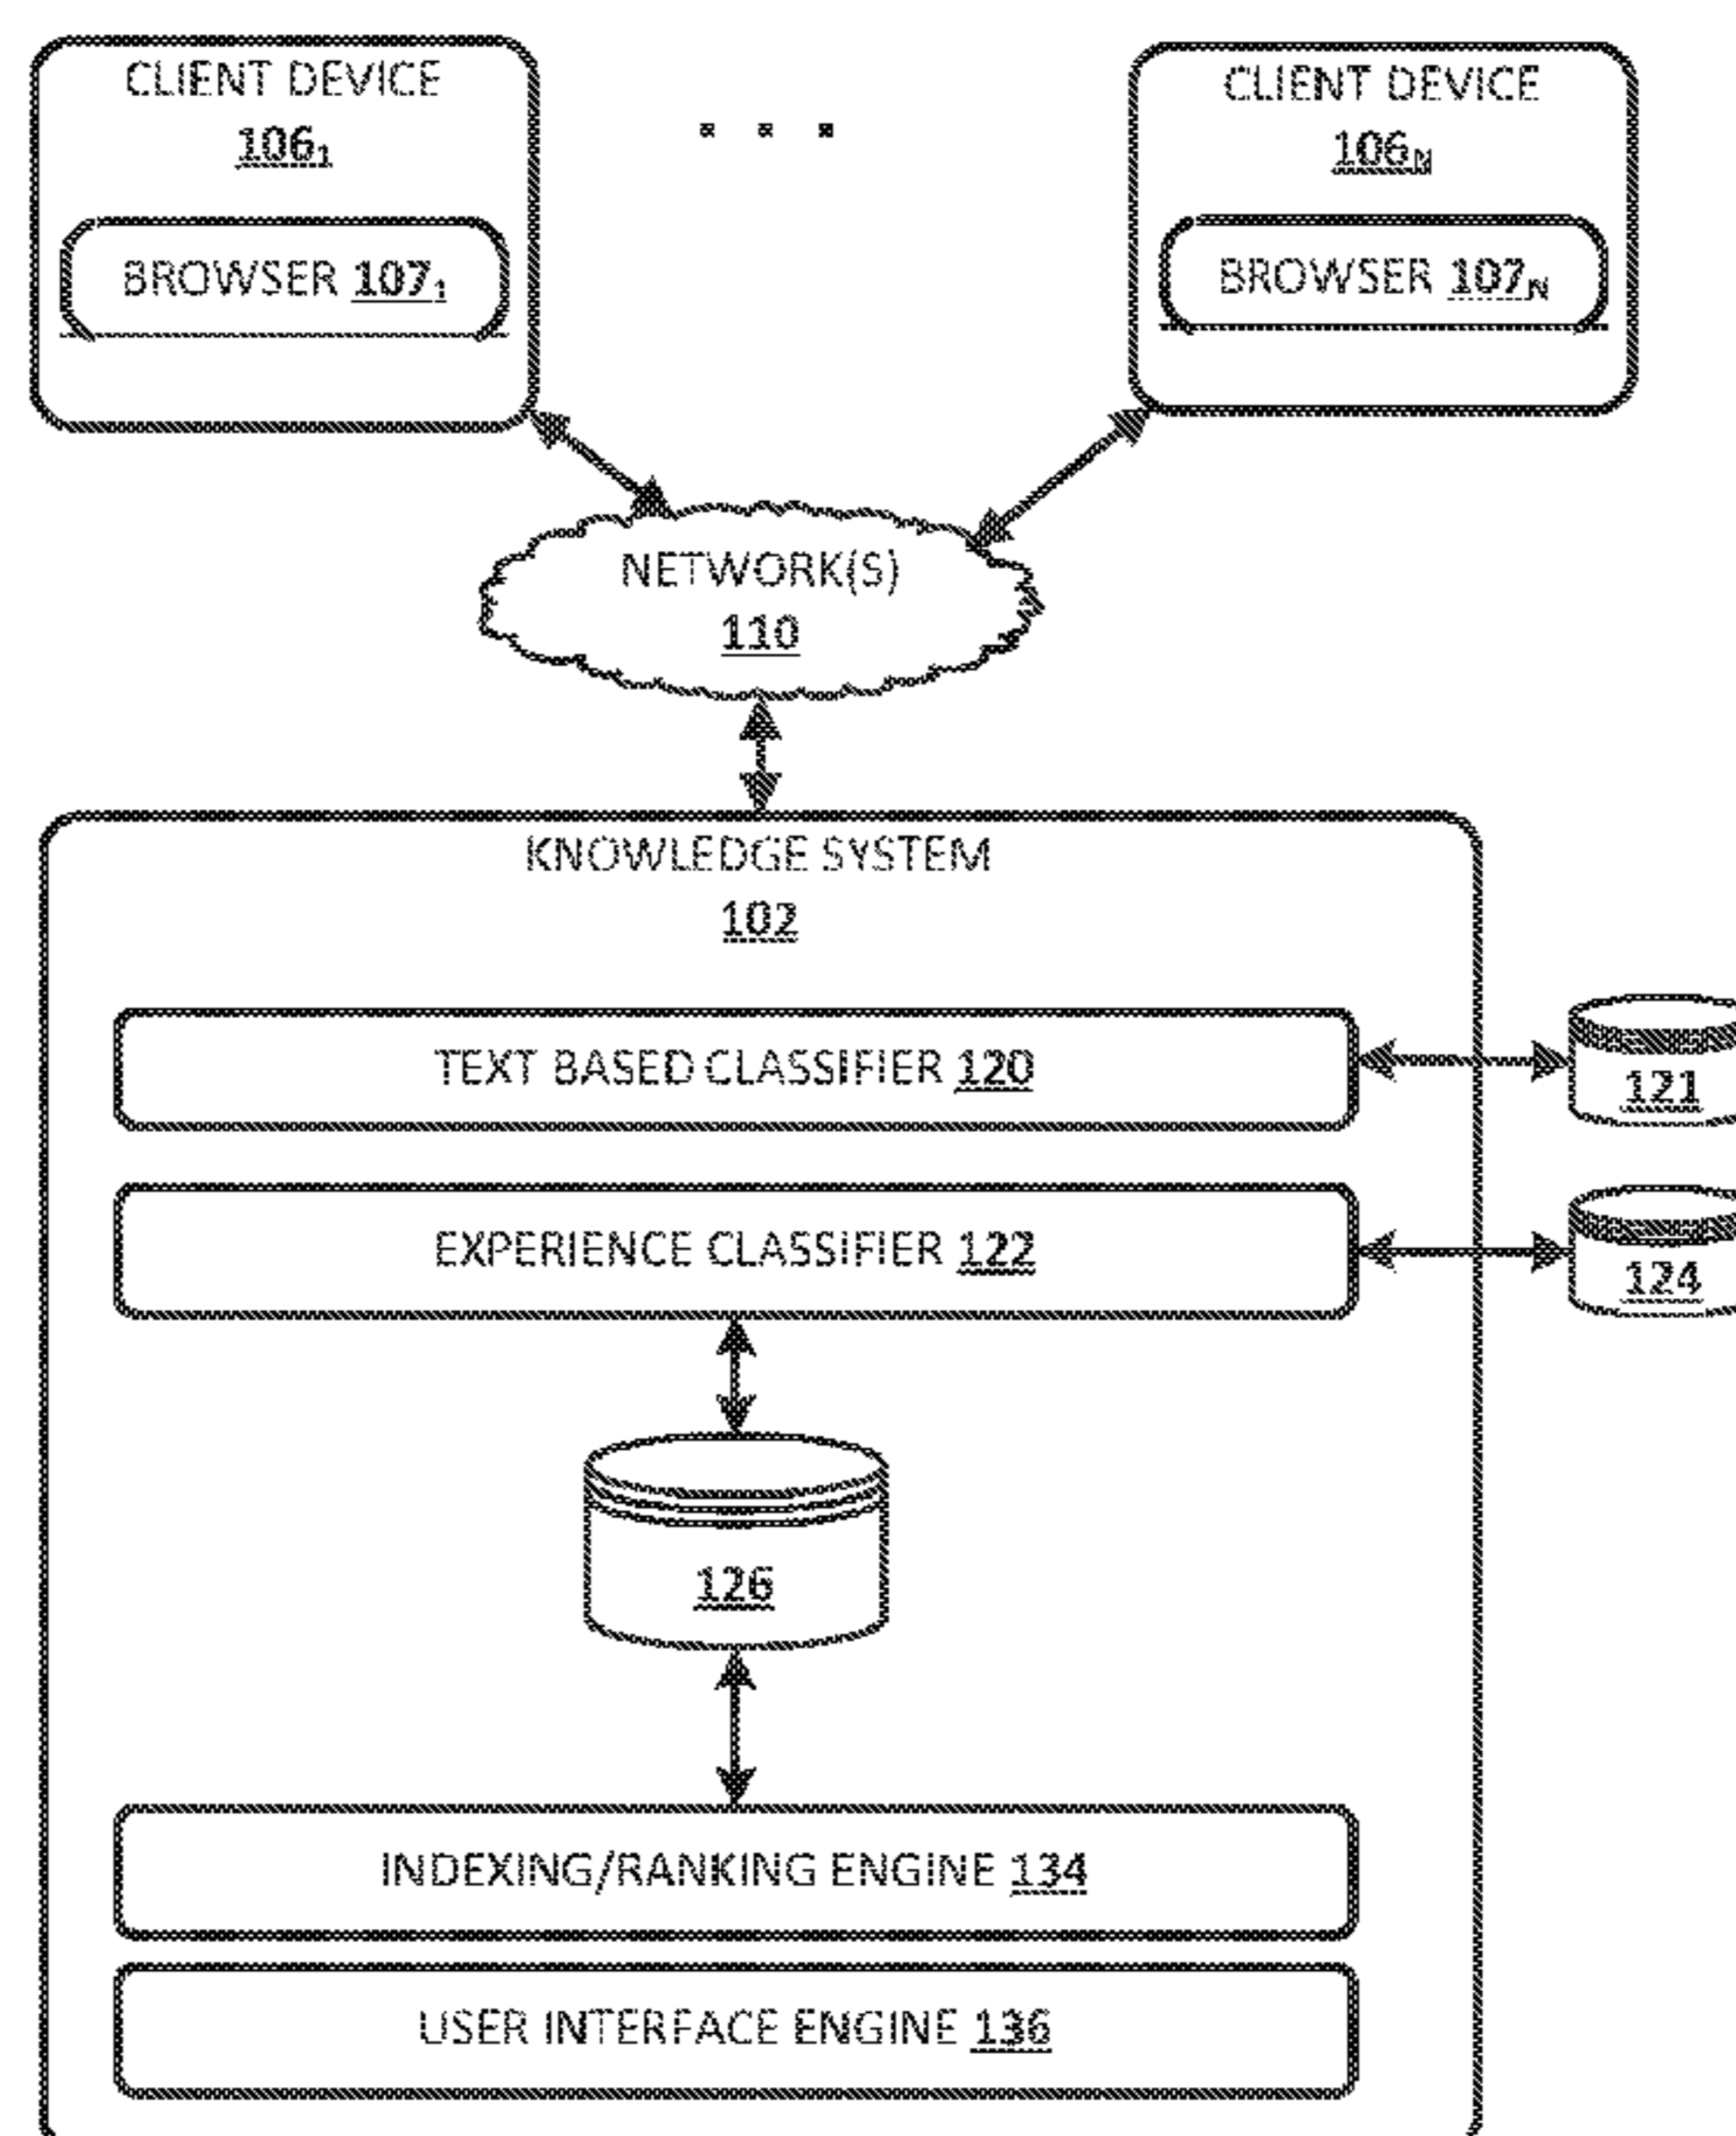 CLIENT DEVICE
106₁
BROWSER 107₁
. . .
CLIENT DEVICE
106ₙ
BROWSER 107ₙ
NETWORK(S)
110
KNOWLEDGE SYSTEM
102
TEXT BASED CLASSIFIER 120
121
EXPERIENCE CLASSIFIER 122
124
126
INDEXING/RANKING ENGINE 134
USER INTERFACE ENGINE 136